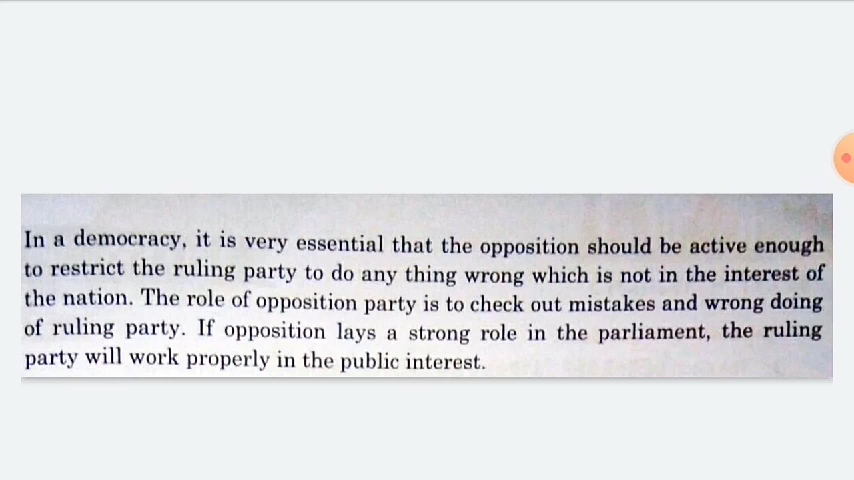 In a democracy, it is very essential that the opposition should be active enough
to restrict the ruling party to do any thing wrong which is not in the interest of
the nation. The role of opposition party is to check out mistakes and wrong doing
of ruling party. If opposition lays a strong role in the parliament, the ruling
party will work properly in the public interest.